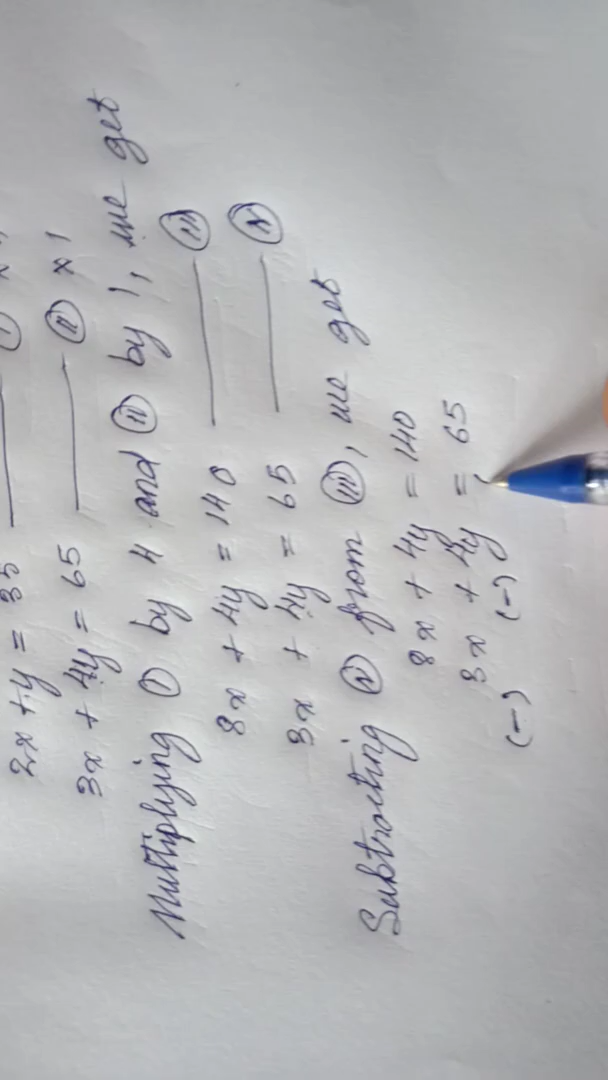 2x + y = 35 ——— (i) x
3x + 4y = 65 ——— (ii) x 1
Multiplying (i) by 4 and (ii) by 1, we get
8x + 4y = 140 ——— (iii)
3x + 4y = 65 ——— (iv)
Subtracting (iv) from (iii), we get
8x + 4y = 140
3x + 4y = 65
(-) (-)